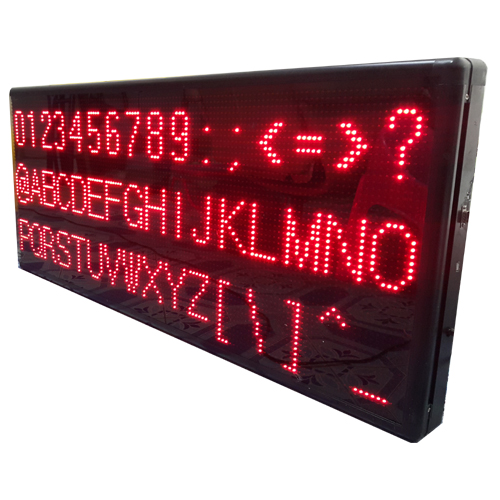 0123456789:;<=>?
@ABCDEFGHIJKLMNO
PQRSTUVWXYZ[\]^_